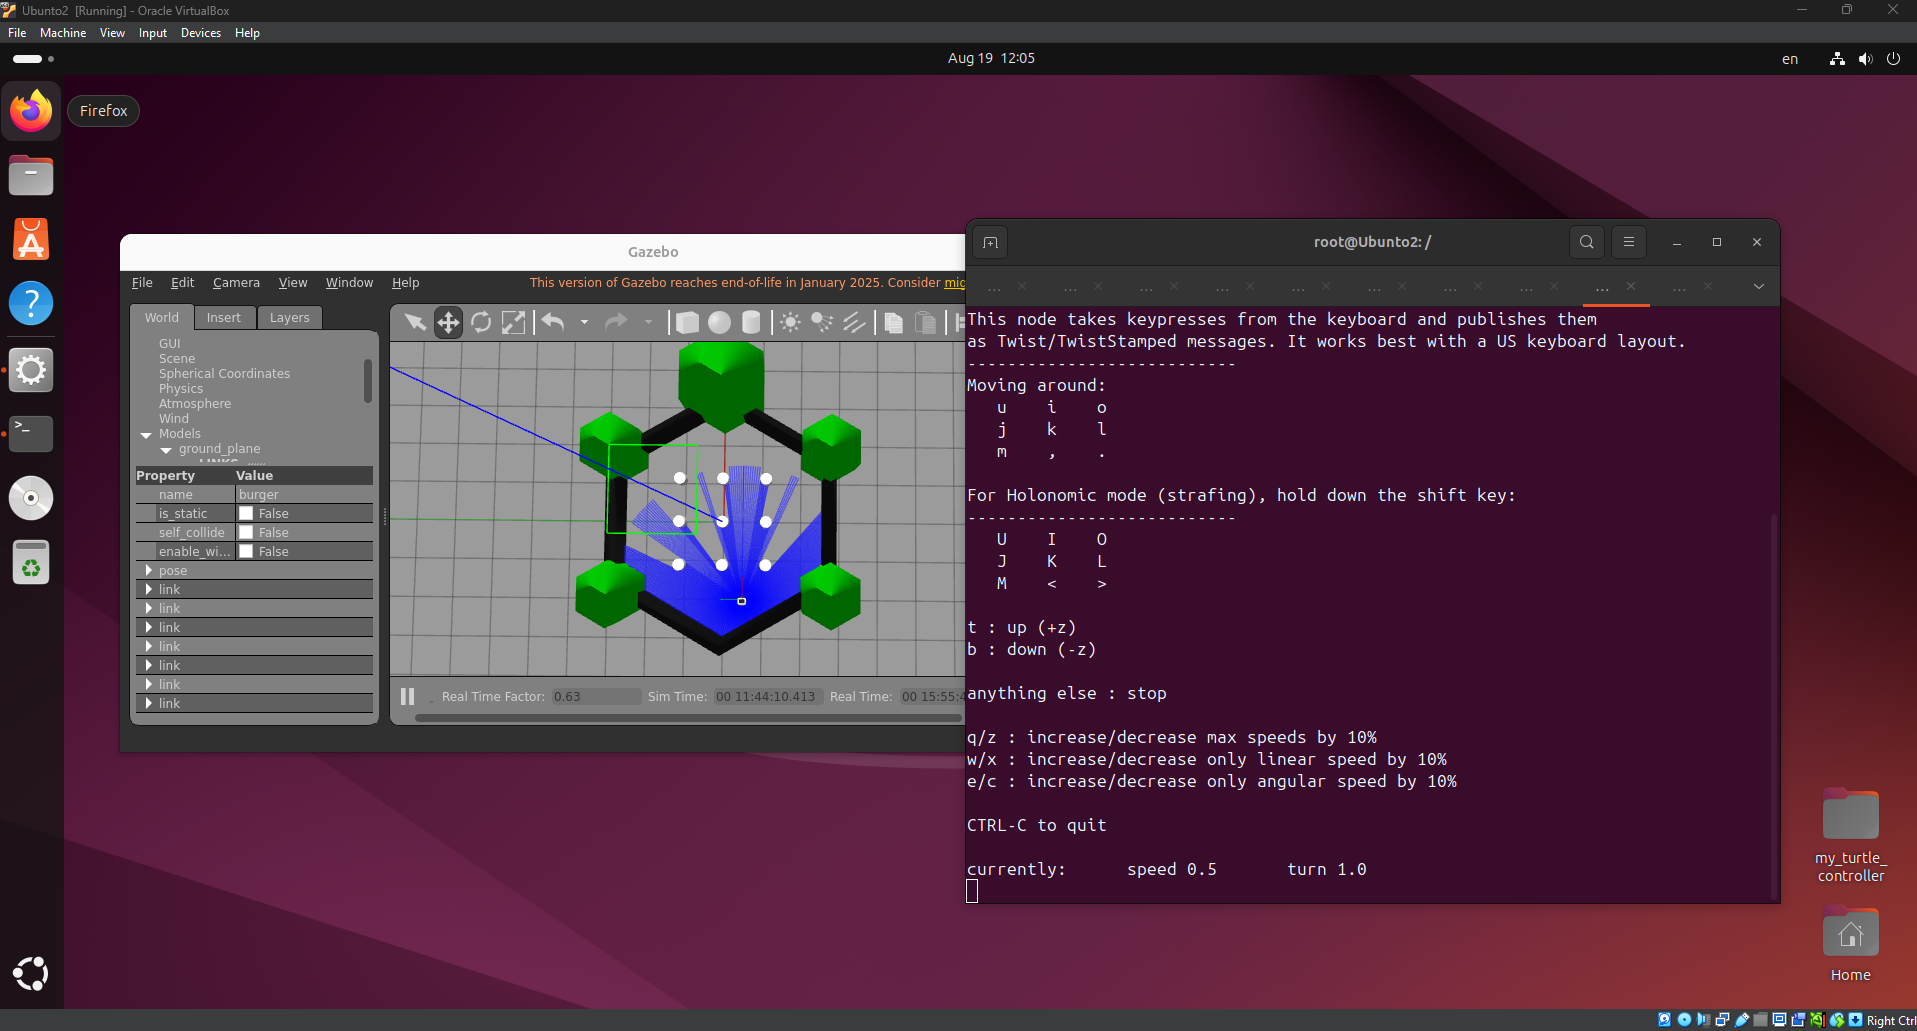 Ubunto2 [Running] - Oracle VirtualBox
File Machine View Input Devices Help
Aug 19 12:05
en
Firefox
Gazebo
File Edit Camera View Window Help
This version of Gazebo reaches end-of-life in January 2025. Consider mig
World Insert Layers
GUI
Scene
Spherical Coordinates
Physics
Atmosphere
Wind
Models
ground_plane
LINKS
Property Value
name burger
is_static False
self_collide False
enable_wi... False
pose
link
link
link
link
link
link
link
Real Time Factor: 0.63 Sim Time: 00 11:44:10.413 Real Time: 00 15:55:4
root@Ubunto2: /
... ... ... ... ... ... ... ... ... ...
This node takes keypresses from the keyboard and publishes them
as Twist/TwistStamped messages. It works best with a US keyboard layout.
---------------------------
Moving around:
u i o
j k l
m , .
For Holonomic mode (strafing), hold down the shift key:
---------------------------
U I O
J K L
M < >
t : up (+z)
b : down (-z)
anything else : stop
q/z : increase/decrease max speeds by 10%
w/x : increase/decrease only linear speed by 10%
e/c : increase/decrease only angular speed by 10%
CTRL-C to quit
currently: speed 0.5 turn 1.0
my_turtle_
controller
Home
Right Ctrl